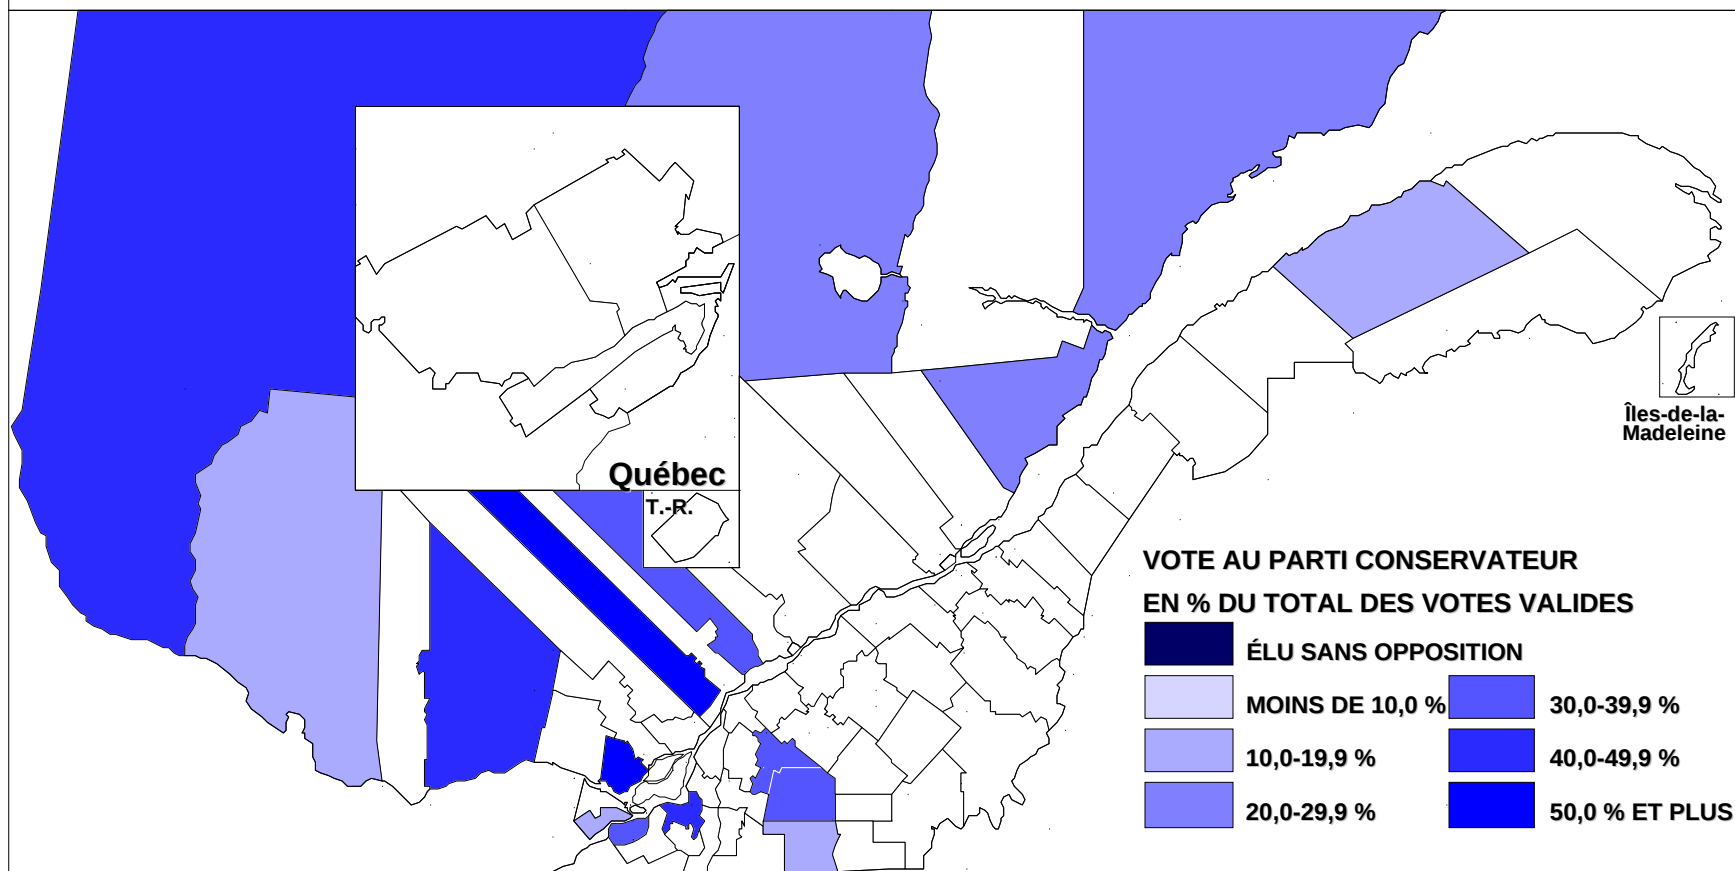 Québec
T.-R.
Îles-de-la-
Madeleine
VOTE AU PARTI CONSERVATEUR
EN % DU TOTAL DES VOTES VALIDES
ÉLU SANS OPPOSITION
MOINS DE 10,0 %
30,0-39,9 %
10,0-19,9 %
40,0-49,9 %
20,0-29,9 %
50,0 % ET PLUS